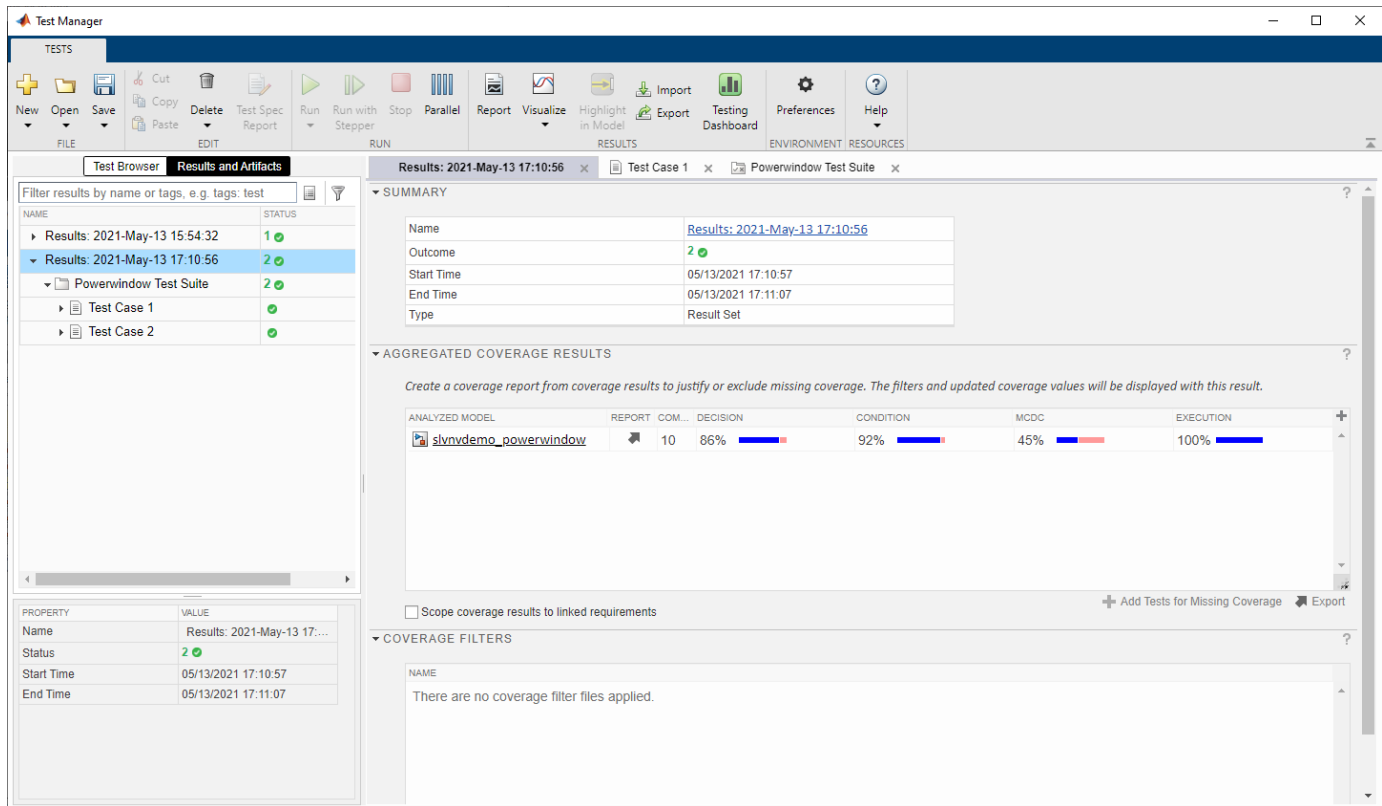 Test Manager
TESTS
New
Open
Save
Cut
Copy
Paste
Delete
Test Spec Report
Run
Run with Stepper
Stop
Parallel
Report
Visualize
Highlight in Model
Import
Export
Testing Dashboard
Preferences
Help
FILE EDIT RUN RESULTS ENVIRONMENT RESOURCES
Test Browser Results and Artifacts
Filter results by name or tags, e.g. tags: test
NAME STATUS
Results: 2021-May-13 15:54:32 1
Results: 2021-May-13 17:10:56 2
Powerwindow Test Suite 2
Test Case 1
Test Case 2
PROPERTY VALUE
Name Results: 2021-May-13 17:...
Status 2
Start Time 05/13/2021 17:10:57
End Time 05/13/2021 17:11:07
Results: 2021-May-13 17:10:56 Test Case 1 Powerwindow Test Suite
SUMMARY ?
Name Results: 2021-May-13 17:10:56
Outcome 2
Start Time 05/13/2021 17:10:57
End Time 05/13/2021 17:11:07
Type Result Set
AGGREGATED COVERAGE RESULTS ?
Create a coverage report from coverage results to justify or exclude missing coverage. The filters and updated coverage values will be displayed with this result.
ANALYZED MODEL REPORT COM... DECISION CONDITION MCDC EXECUTION
slvnvdemo_powerwindow 10 86% 92% 45% 100%
Add Tests for Missing Coverage Export
Scope coverage results to linked requirements
COVERAGE FILTERS ?
NAME
There are no coverage filter files applied.